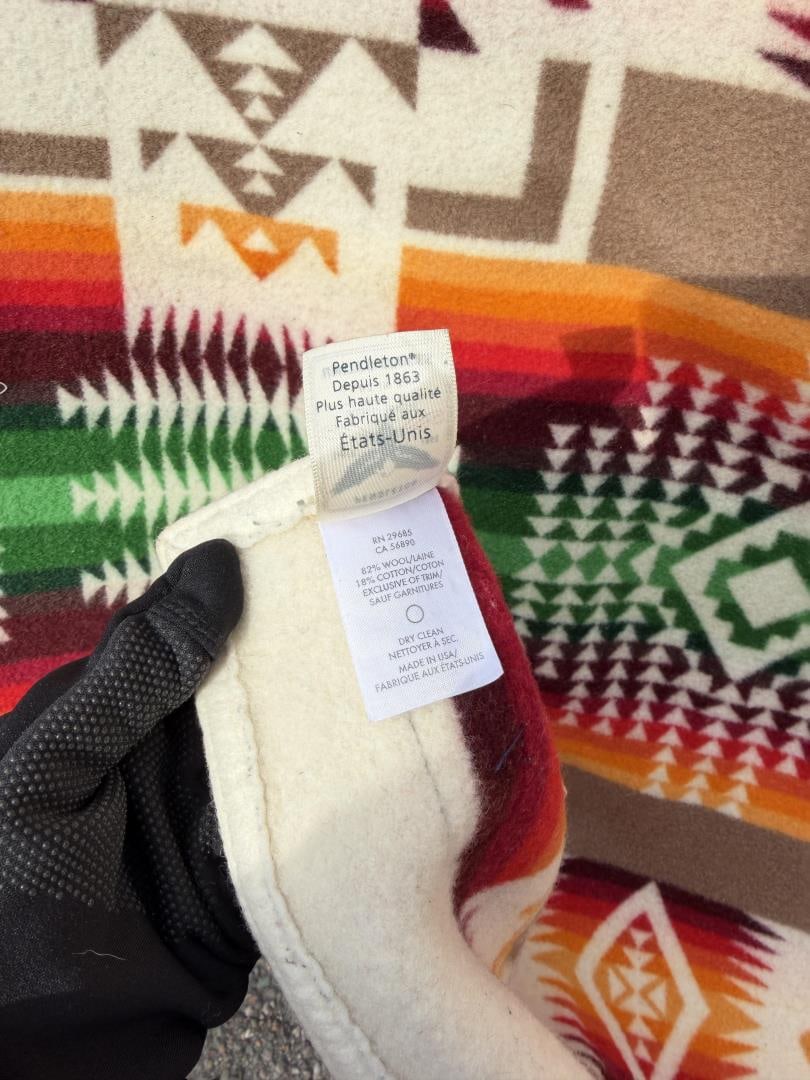 Pendleton®
Depuis 1863
Plus haute qualité
Fabriqué aux
États-Unis
RN 29685
CA 56890
82% WOOL/LAINE
18% COTTON/COTON
EXCLUSIVE OF TRIM/
SAUF GARNITURES
DRY CLEAN
NETTOYER À SEC.
MADE IN USA/
FABRIQUE AUX ÉTATS-UNIS